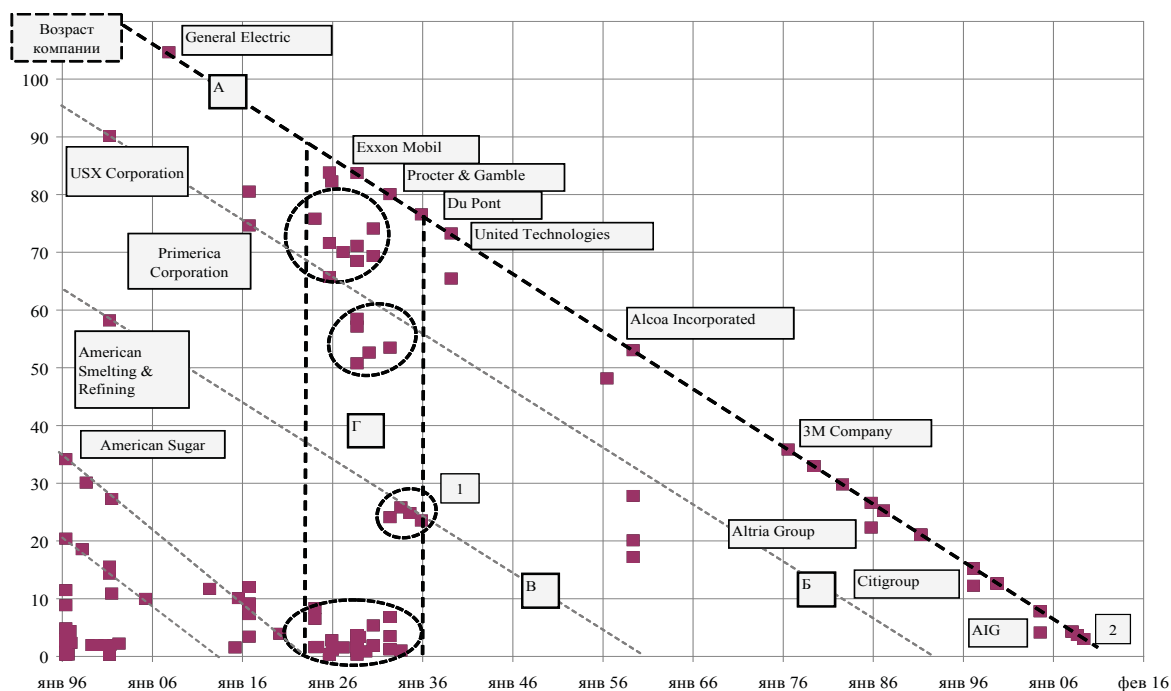 Возраст
компании
General Electric
А
100
90
80
70
60
50
40
30
20
10
0
Exxon Mobil
USX Corporation
Procter & Gamble
Du Pont
United Technologies
Primerica
Corporation
Alcoa Incorporated
American
Smelting &
Refining
Г
American Sugar
3M Company
1
Altria Group
В
Б
Citigroup
AIG
2
янв 96
янв 06
янв 16
янв 26
янв 36
янв 46
янв 56
янв 66
янв 76
янв 86
янв 96
янв 06
фев 16